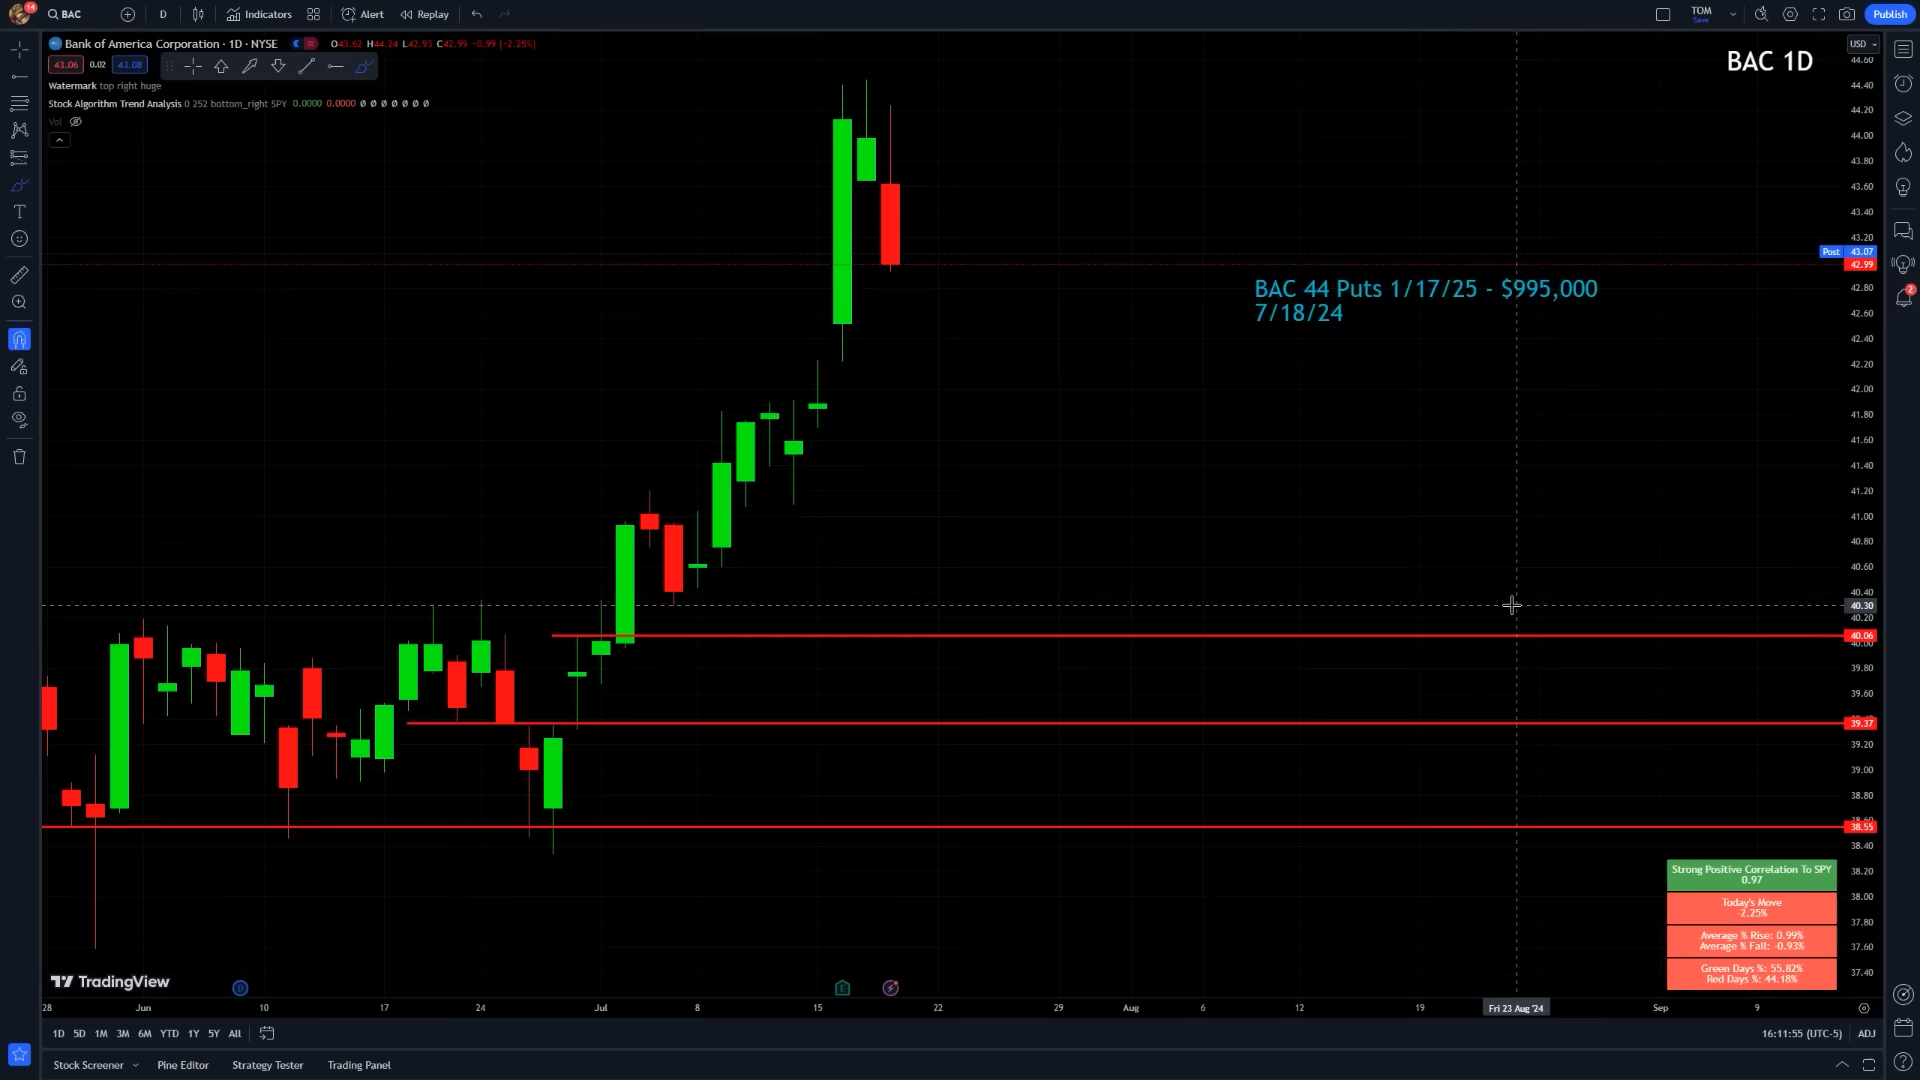 14
BAC
D
Indicators
Alert
Replay
TOM
Save
Publish
Bank of America Corporation · 1D · NYSE
O43.62 H44.24 L42.93 C42.99 -0.99 (-2.25%)
USD
BAC 1D
43.06
0.02
43.08
Watermark top right huge
Stock Algorithm Trend Analysis 0 252 bottom_right SPY 0.0000 0.0000 Ø Ø Ø Ø Ø Ø Ø
Vol
44.60
44.40
44.20
44.00
43.80
43.60
43.40
43.20
Post 43.07
42.99
42.80
BAC 44 Puts 1/17/25 - $995,000
7/18/24
2
42.60
42.40
42.20
42.00
41.80
41.60
41.40
41.20
41.00
40.80
40.60
40.40
40.30
40.20
40.06
40.00
39.80
39.60
39.37
39.20
39.00
38.80
38.55
38.40
38.20
38.00
37.80
37.60
37.40
Strong Positive Correlation To SPY
0.97
Today's Move
-2.25%
Average % Rise: 0.99%
Average % Fall: -0.93%
Green Days %: 55.82%
Red Days %: 44.18%
TradingView
D
E
28 Jun 10 17 24 Jul 8 15 22 29 Aug 6 12 19 Fri 23 Aug '24 Sep 9
1D 5D 1M 3M 6M YTD 1Y 5Y All
16:11:55 (UTC-5) ADJ
Stock Screener Pine Editor Strategy Tester Trading Panel